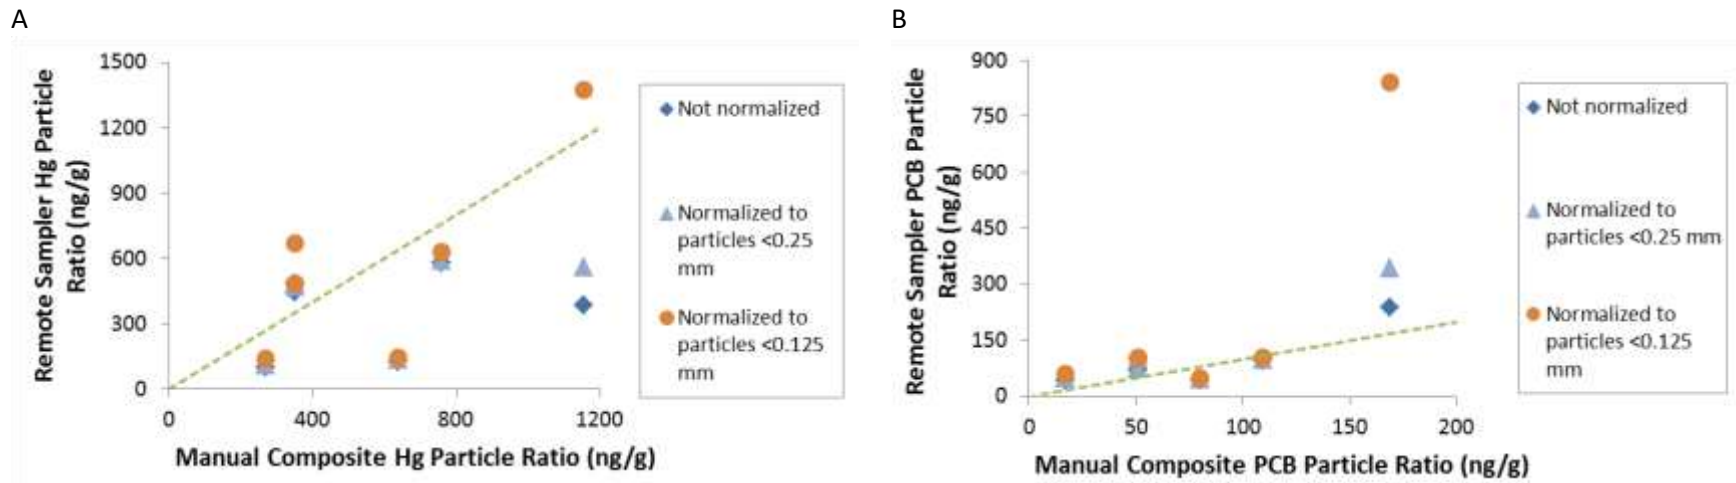 A
Remote Sampler Hg Particle
Ratio (ng/g)
1500
1200
900
600
300
0
0
400
800
1200
Manual Composite Hg Particle Ratio (ng/g)
Not normalized
Normalized to
particles <0.25
mm
Normalized to
particles <0.125
mm
B
Remote Sampler PCB Particle
Ratio (ng/g)
900
750
600
450
300
150
0
0
50
100
150
200
Manual Composite PCB Particle Ratio (ng/g)
Not normalized
Normalized to
particles <0.25 mm
Normalized to
particles <0.125
mm